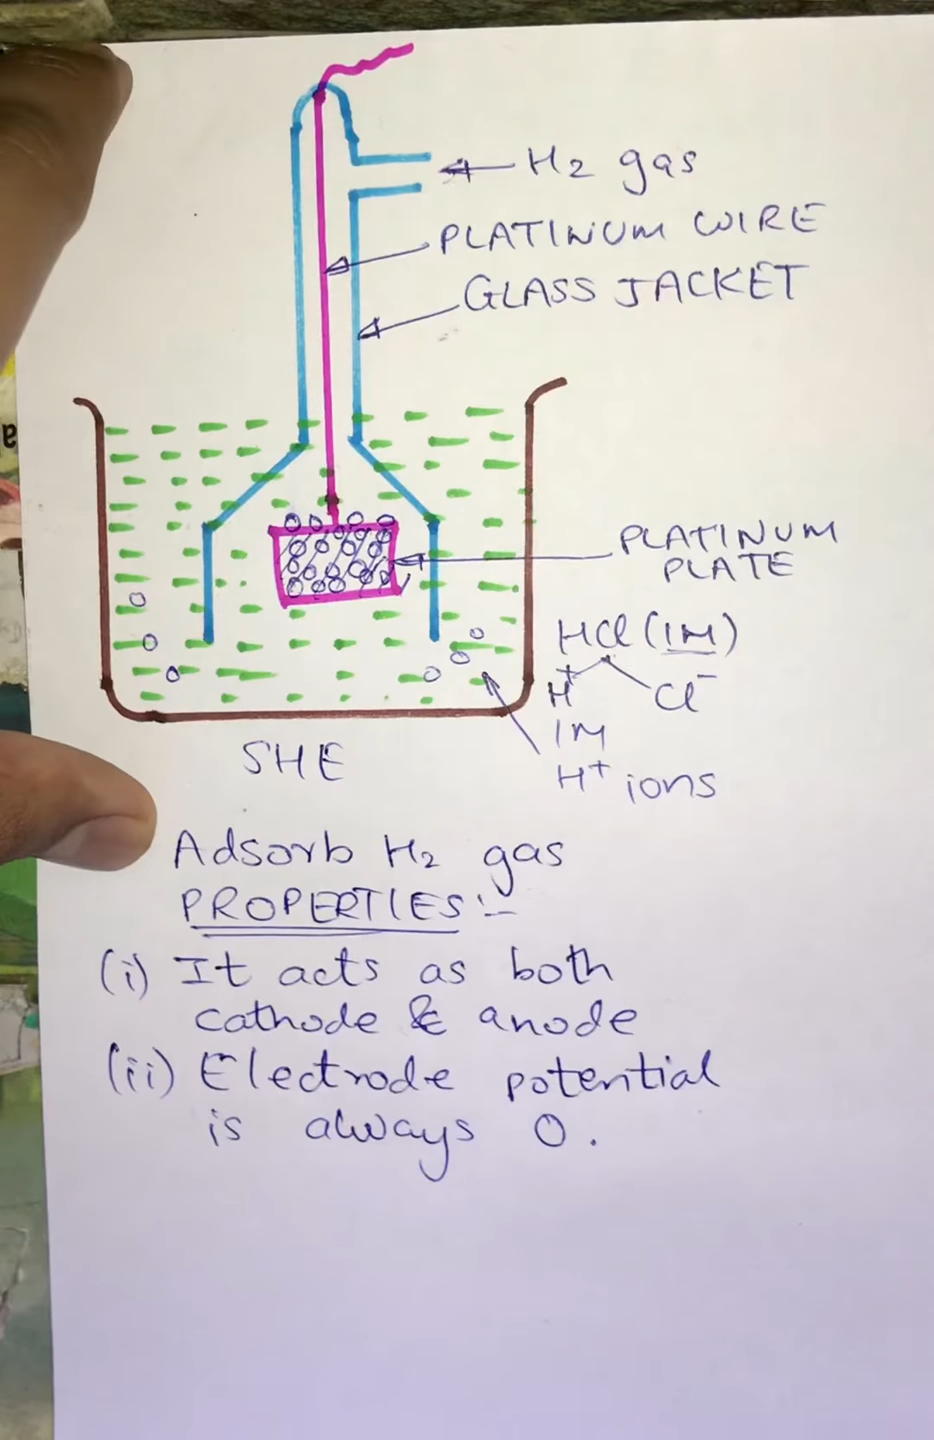 H2 gas
PLATINUM WIRE
GLASS JACKET
PLATINUM
PLATE
HCl (1M)
H+ Cl-
1M
H+ ions
SHE
Adsorb H2 gas
PROPERTIES:-
(i) It acts as both
cathode & anode
(ii) Electrode potential
is always 0.